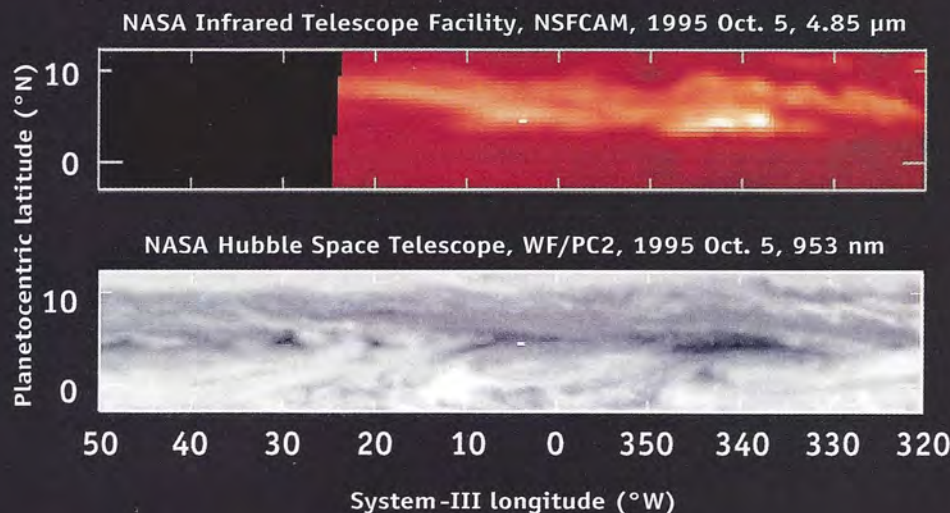 NASA Infrared Telescope Facility, NSFCAM, 1995 Oct. 5, 4.85 µm
10
0
Planetocentric latitude (°N)
NASA Hubble Space Telescope, WF/PC2, 1995 Oct. 5, 953 nm
10
0
50 40 30 20 10 0 350 340 330 320
System-III longitude (°W)